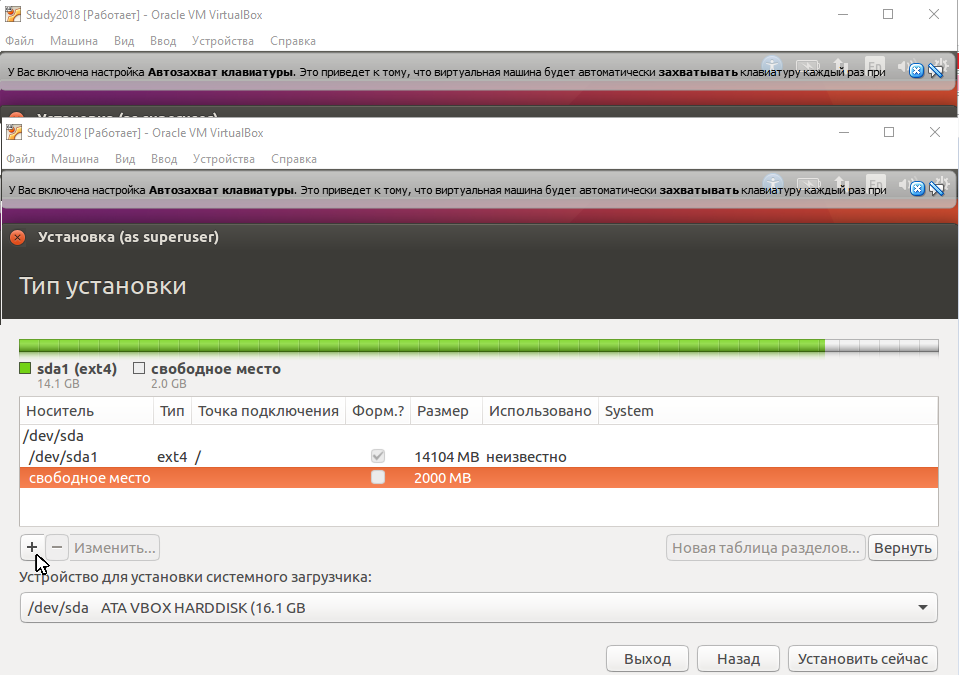 Study2018 [Работает] - Oracle VM VirtualBox
Файл Машина Вид Ввод Устройства Справка
У Вас включена настройка Автозахват клавиатуры. Это приведет к тому, что виртуальная машина будет автоматически захватывать клавиатуру каждый раз при
Установка (as superuser)
Study2018 [Работает] - Oracle VM VirtualBox
Файл Машина Вид Ввод Устройства Справка
У Вас включена настройка Автозахват клавиатуры. Это приведет к тому, что виртуальная машина будет автоматически захватывать клавиатуру каждый раз при
Установка (as superuser)
Тип установки
sda1 (ext4) свободное место
14.1 GB 2.0 GB
Носитель Тип Точка подключения Форм.? Размер Использовано System
/dev/sda
/dev/sda1 ext4 / 14104 MB неизвестно
свободное место 2000 MB
+ − Изменить... Новая таблица разделов... Вернуть
Устройство для установки системного загрузчика:
/dev/sda ATA VBOX HARDDISK (16.1 GB
Выход Назад Установить сейчас